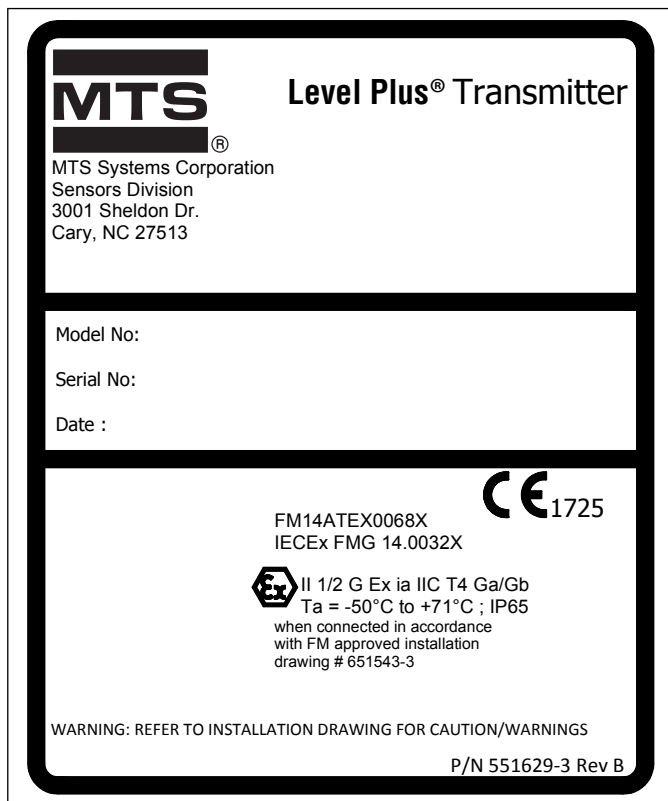 MTS
®
Level Plus® Transmitter
MTS Systems Corporation
Sensors Division
3001 Sheldon Dr.
Cary, NC 27513
Model No:
Serial No:
Date :
CE 1725
FM14ATEX0068X
IECEx FMG 14.0032X
Ex II 1/2 G Ex ia IIC T4 Ga/Gb
Ta = -50°C to +71°C ; IP65
when connected in accordance
with FM approved installation
drawing # 651543-3
WARNING: REFER TO INSTALLATION DRAWING FOR CAUTION/WARNINGS
P/N 551629-3 Rev B